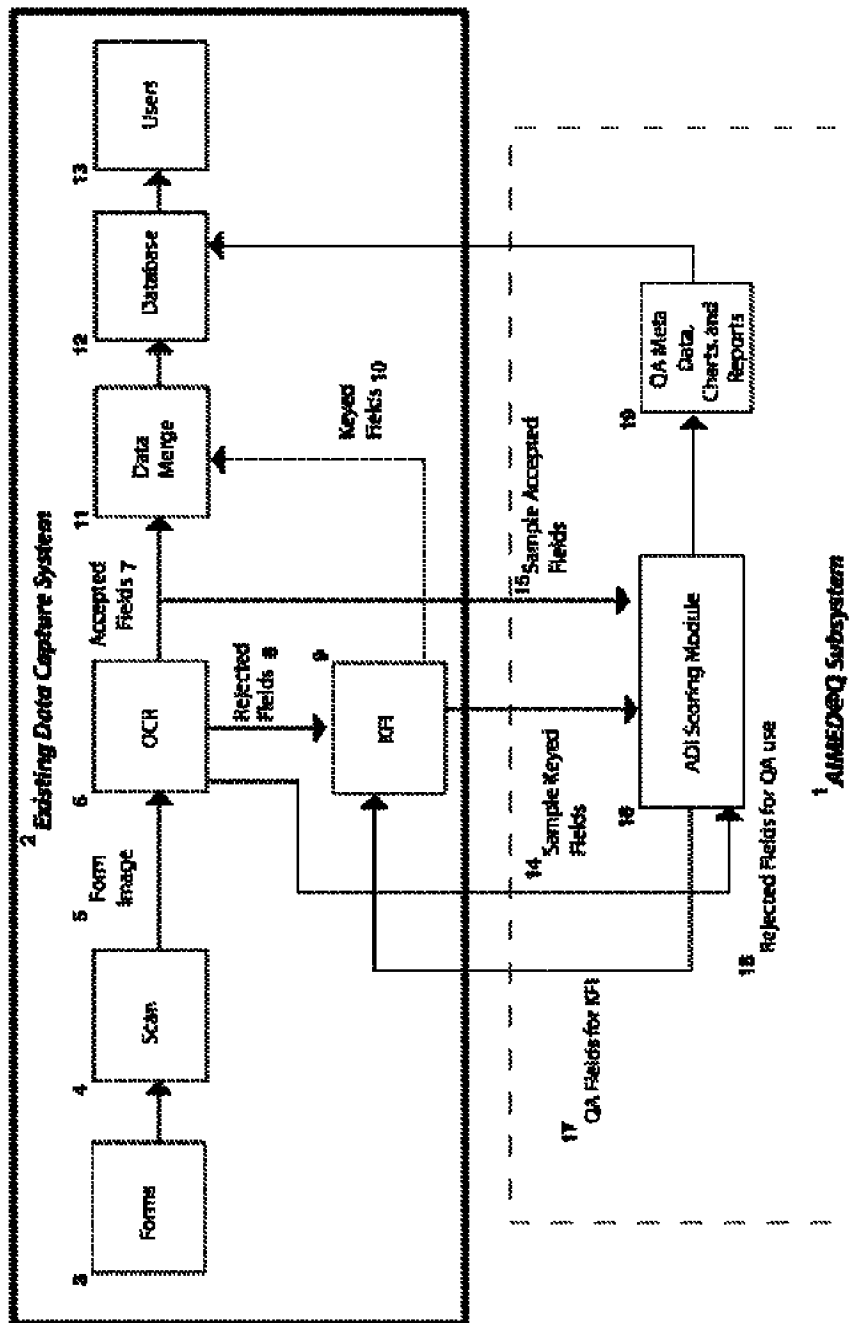 2 Existing Data Capture System
3
Forms
4
Scan
5
Form
Image
6
OCR
Accepted
Fields 7
Rejected
Fields 8
9
KFI
Keyed
Fields 10
11
Data
Merge
12
Database
13
Users
14 Sample Keyed
Fields
15 Sample Accepted
Fields
16
ADI Scoring Module
17 QA Fields for KFI
18 Rejected Fields for QA use
19
QA Meta
Data,
Charts, and
Reports
1 AIMED@Q Subsystem